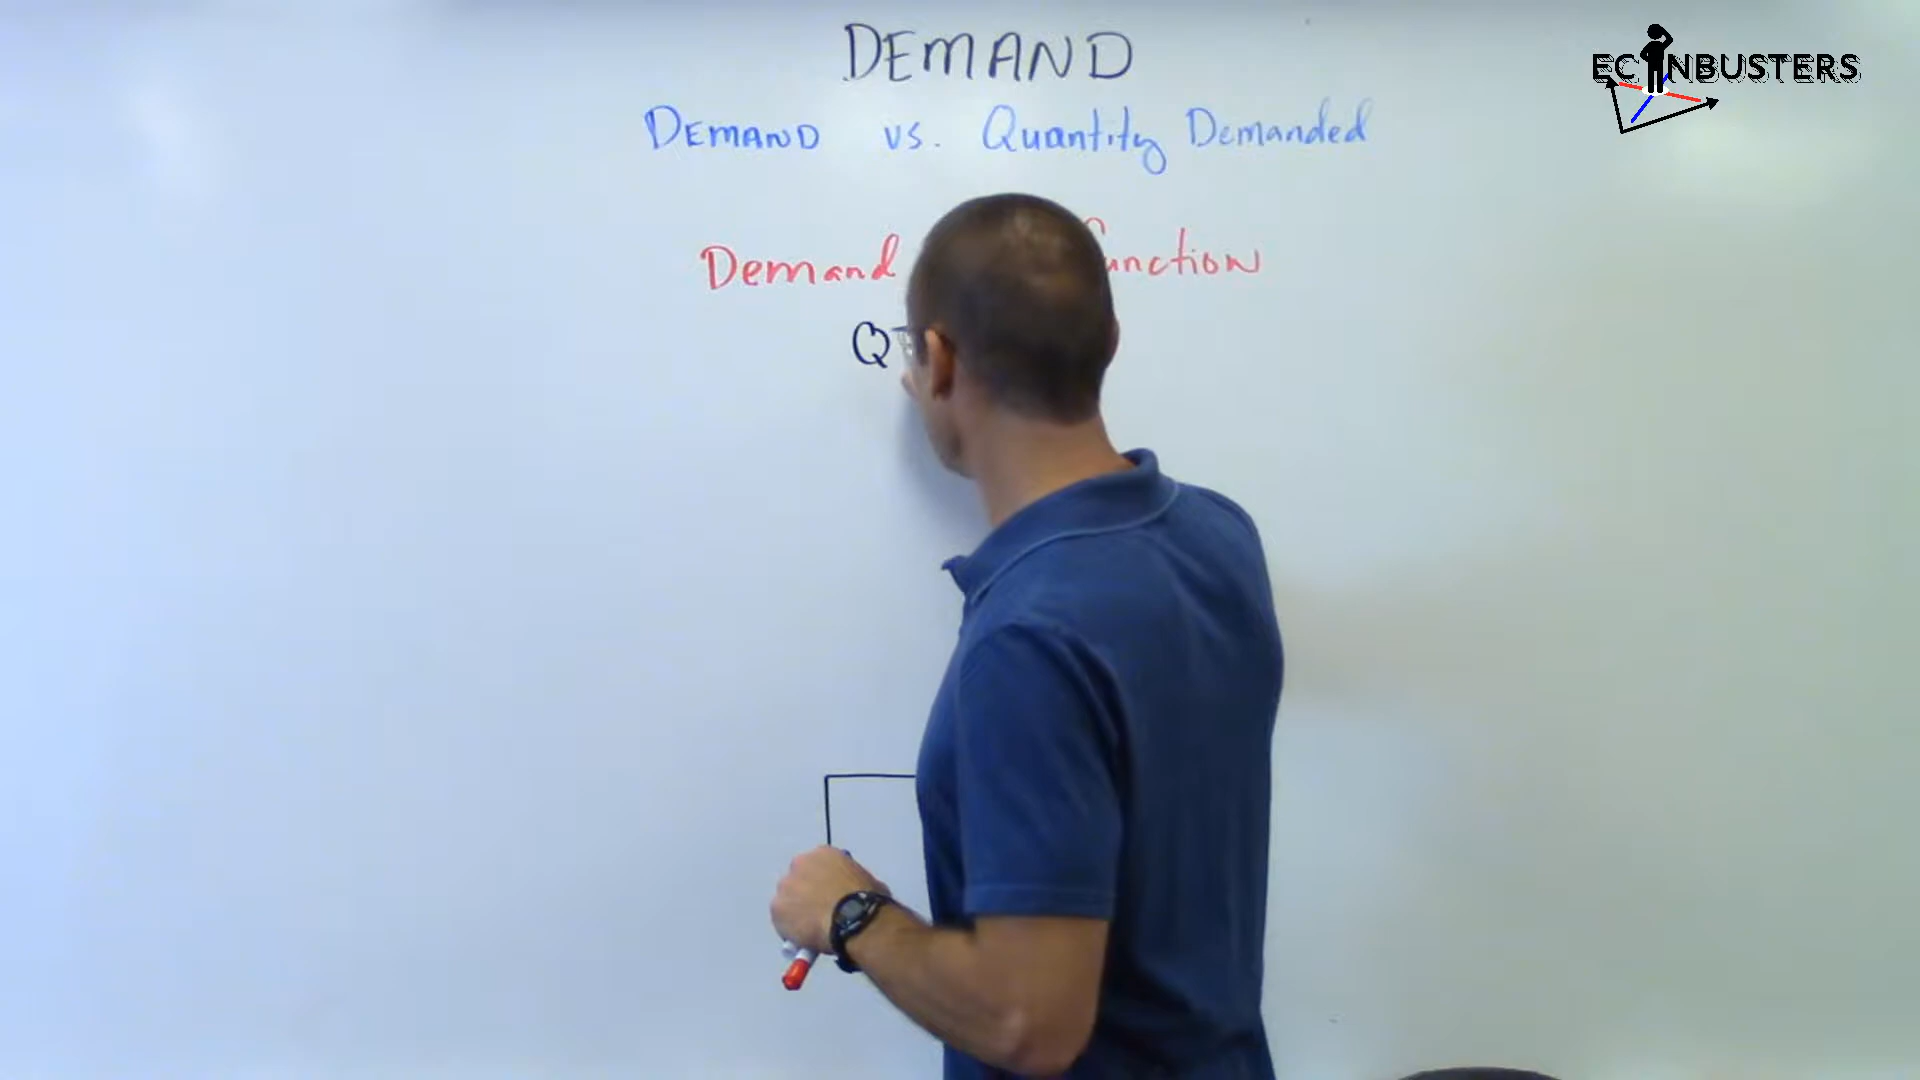 DEMAND
ECONBUSTERS
DEMAND vs. Quantity Demanded
Demand
Q